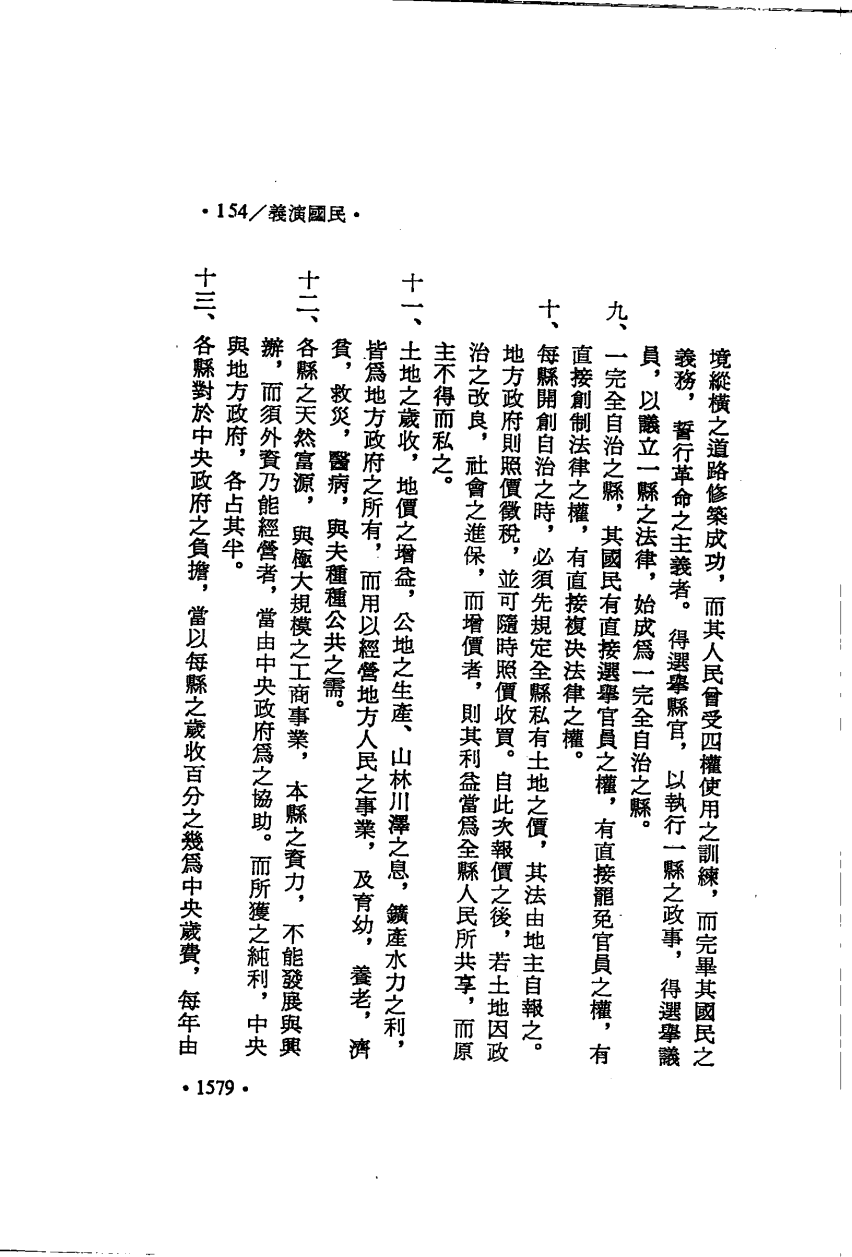 •154／義演國民•
境縱橫之道路修築成功，而其人民曾受四權使用之訓練，而完畢其國民之
義務，誓行革命之主義者。得選舉縣官，以執行一縣之政事，得選舉議
員，以議立一縣之法律，始成爲一完全自治之縣。
九、一完全自治之縣，其國民有直接選舉官員之權，有直接罷免官員之權，有
直接創制法律之權，有直接複決法律之權。
十、每縣開創自治之時，必須先規定全縣私有土地之價，其法由地主自報之。
地方政府則照價徵稅，並可隨時照價收買。自此次報價之後，若土地因政
治之改良，社會之進保，而增價者，則其利益當爲全縣人民所共享，而原
主不得而私之。
十一、土地之歲收，地價之增益，公地之生產、山林川澤之息，鑛產水力之利，
皆爲地方政府之所有，而用以經營地方人民之事業，及育幼，養老，濟
貧，救災，醫病，與夫種種公共之需。
十二、各縣之天然富源，與極大規模之工商事業，本縣之資力，不能發展與興
辦，而須外資乃能經營者，當由中央政府爲之協助。而所獲之純利，中央
與地方政府，各占其半。
十三、各縣對於中央政府之負擔，當以每縣之歲收百分之幾爲中央歲費，每年由
•1579•